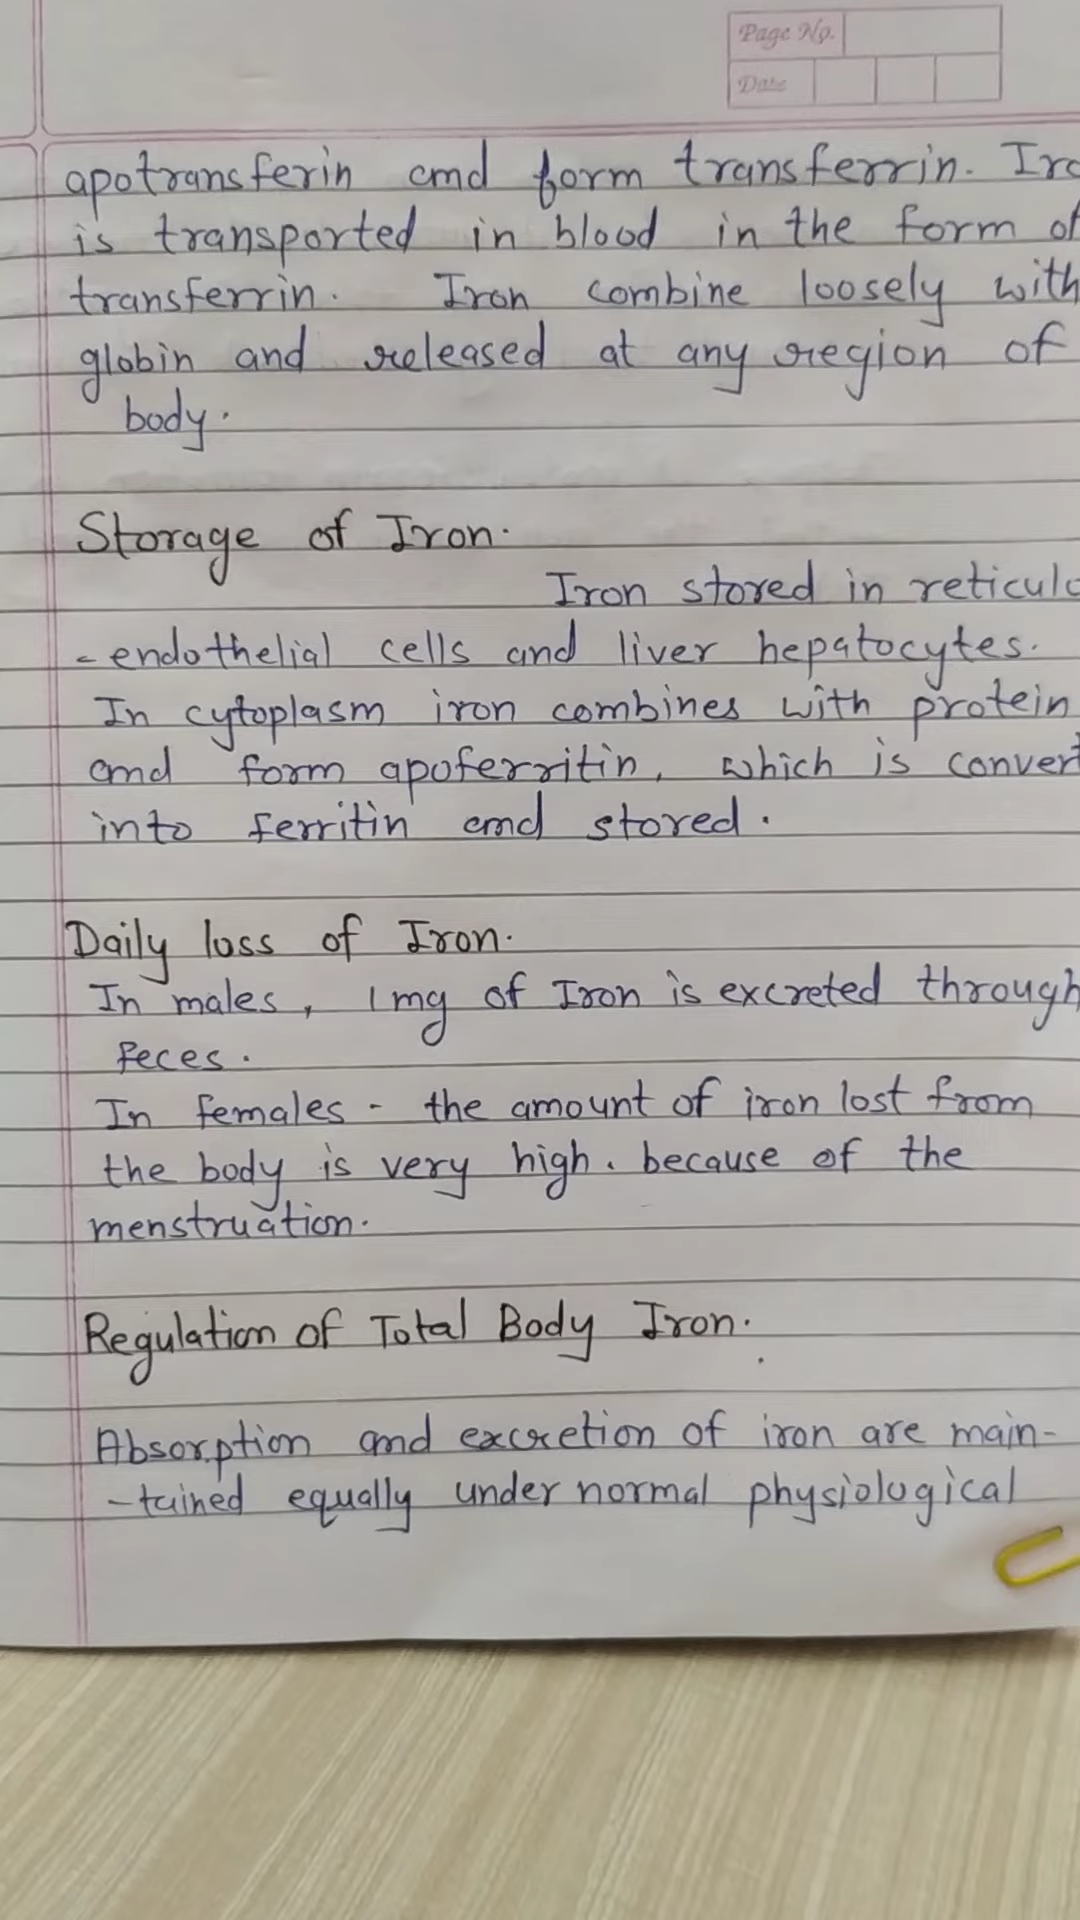 Page No.
Date
apotransferin and form transferrin. Iro
is transported in blood in the form of
transferrin. Iron combine loosely with
globin and released at any region of
body.
Storage of Iron.
Iron stored in reticulo
- endothelial cells and liver hepatocytes.
In cytoplasm iron combines with protein
and form apoferritin, which is convert
into ferritin and stored.
Daily loss of Iron.
In males, 1mg of Iron is excreted through
feces.
In females - the amount of iron lost from
the body is very high. because of the
menstruation.
Regulation of Total Body Iron.
Absorption and excretion of iron are main-
-tained equally under normal physiological